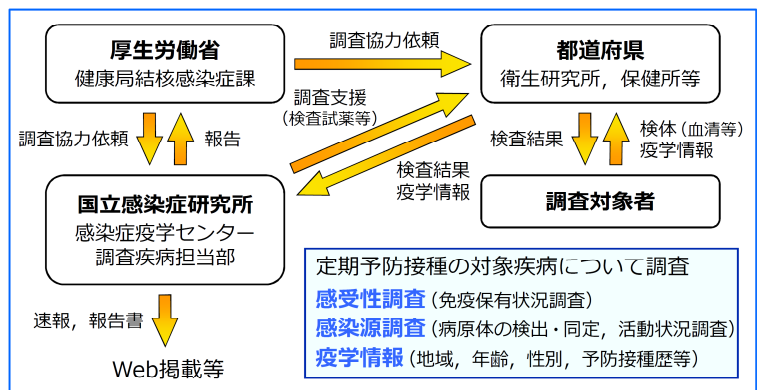 厚生労働省
健康局結核感染症課
調査協力依頼
都道府県
衛生研究所，保健所等
調査支援
（検査試薬等）
調査協力依頼
報告
検査結果
疫学情報
検査結果
検体（血清等）
疫学情報
国立感染症研究所
感染症疫学センター
調査疾病担当部
調査対象者
定期予防接種の対象疾病について調査
感受性調査（免疫保有状況調査）
感染源調査（病原体の検出・同定，活動状況調査）
疫学情報（地域，年齢，性別，予防接種歴等）
速報，報告書
Web掲載等